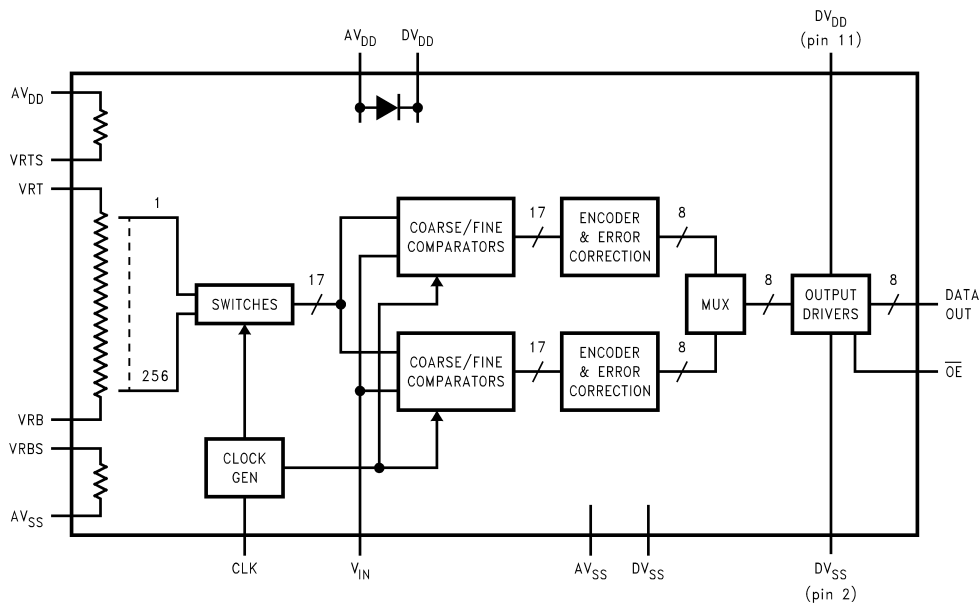 AVDD DVDD
DVDD
(pin 11)
AVDD
VRTS
VRT
1
17
8
COARSE/FINE
COMPARATORS
ENCODER
& ERROR
CORRECTION
17
SWITCHES
MUX
8
OUTPUT
DRIVERS
8
DATA
OUT
17
8
COARSE/FINE
COMPARATORS
ENCODER
& ERROR
CORRECTION
OE
256
VRB
VRBS
CLOCK
GEN
AVSS
CLK
VIN
AVSS DVSS
DVSS
(pin 2)